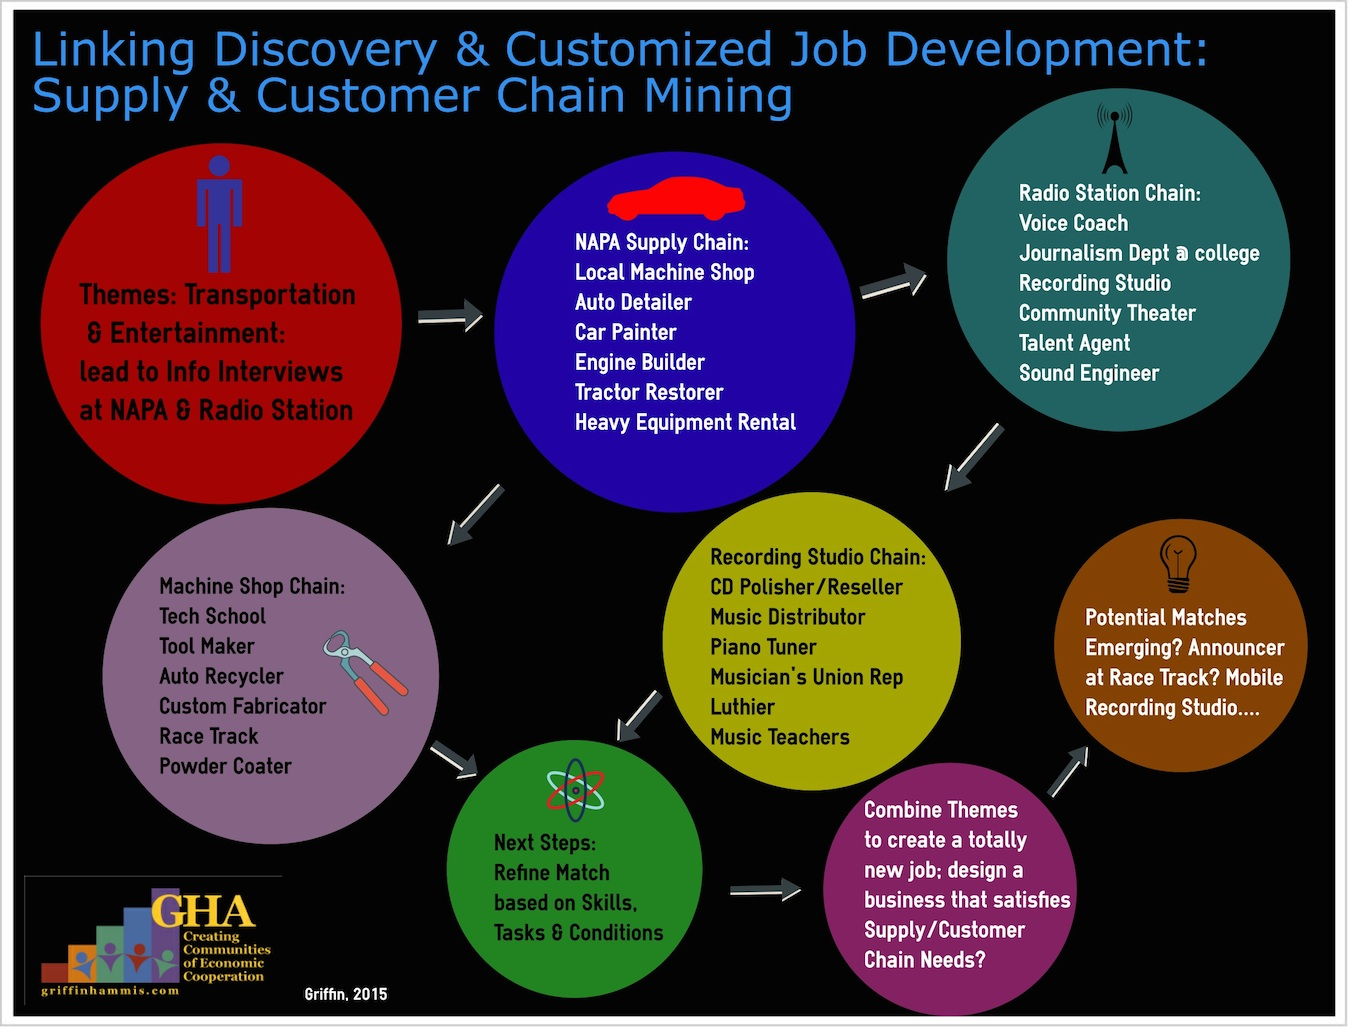 Linking Discovery & Customized Job Development:
Supply & Customer Chain Mining
Themes: Transportation
& Entertainment:
lead to Info Interviews
at NAPA & Radio Station
NAPA Supply Chain:
Local Machine Shop
Auto Detailer
Car Painter
Engine Builder
Tractor Restorer
Heavy Equipment Rental
Radio Station Chain:
Voice Coach
Journalism Dept @ college
Recording Studio
Community Theater
Talent Agent
Sound Engineer
Machine Shop Chain:
Tech School
Tool Maker
Auto Recycler
Custom Fabricator
Race Track
Powder Coater
Recording Studio Chain:
CD Polisher/Reseller
Music Distributor
Piano Tuner
Musician's Union Rep
Luthier
Music Teachers
Next Steps:
Refine Match
based on Skills,
Tasks & Conditions
Combine Themes
to create a totally
new job; design a
business that satisfies
Supply/Customer
Chain Needs?
Potential Matches
Emerging? Announcer
at Race Track? Mobile
Recording Studio....
GHA
Creating
Communities
of Economic
Cooperation
griffinhammis.com
Griffin, 2015